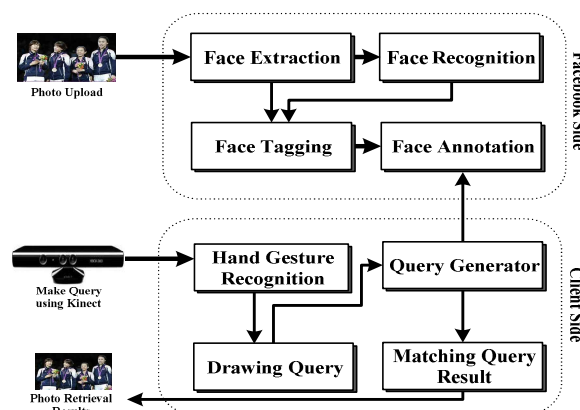 Face Extraction
Face Recognition
Photo Upload
Face Tagging
Face Annotation
Facebook Side
Hand Gesture
Recognition
Query Generator
Make Query
using Kinect
Client Side
Drawing Query
Matching Query
Result
Photo Retrieval
Results